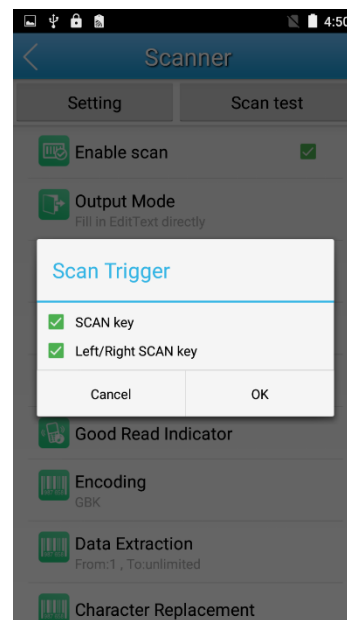 4:50
Scanner
Setting
Scan test
Enable scan
Output Mode
Fill in EditText directly
Scan Trigger
SCAN key
Left/Right SCAN key
Cancel
OK
Good Read Indicator
Encoding
GBK
Data Extraction
From:1 , To:unlimited
Character Replacement